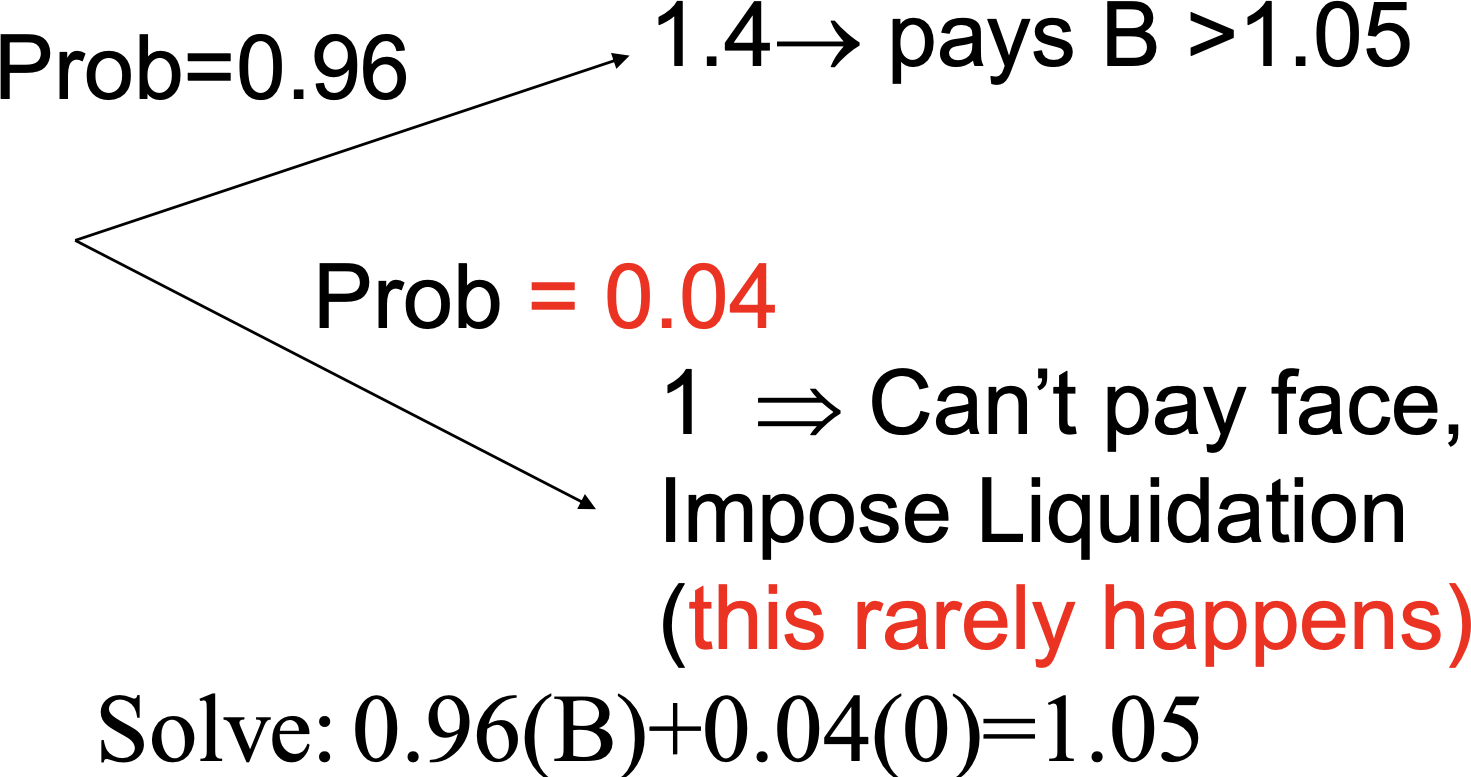 Prob=0.96
1.4→ pays B >1.05
Prob = 0.04
1 ⇒ Can’t pay face,
Impose Liquidation
(this rarely happens)
Solve: 0.96(B)+0.04(0)=1.05